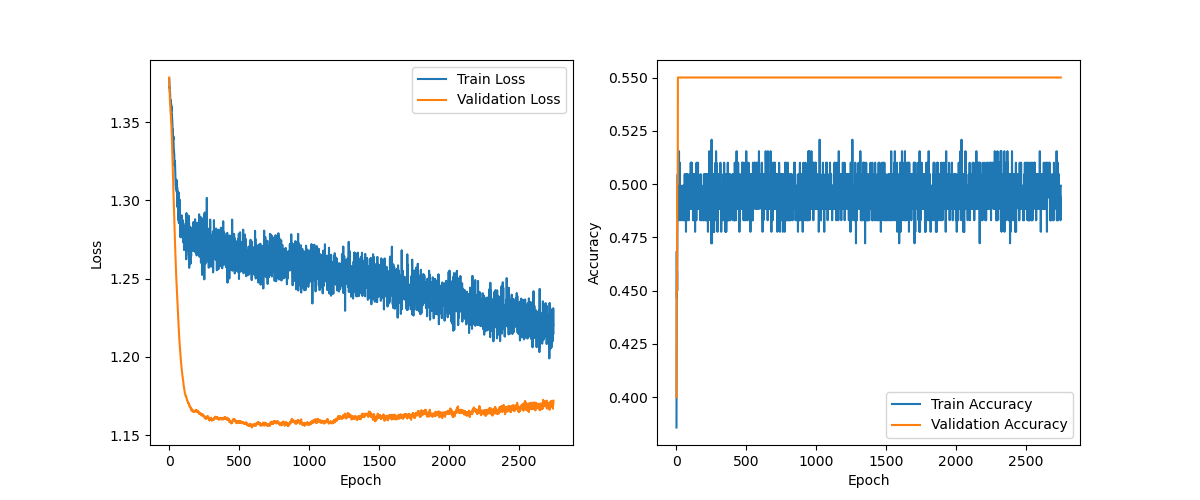 Train Loss
Validation Loss
1.35
1.30
1.25
1.20
1.15
Loss
0 500 1000 1500 2000 2500
Epoch
0.550
0.525
0.500
0.475
0.450
0.425
0.400
Accuracy
Train Accuracy
Validation Accuracy
0 500 1000 1500 2000 2500
Epoch